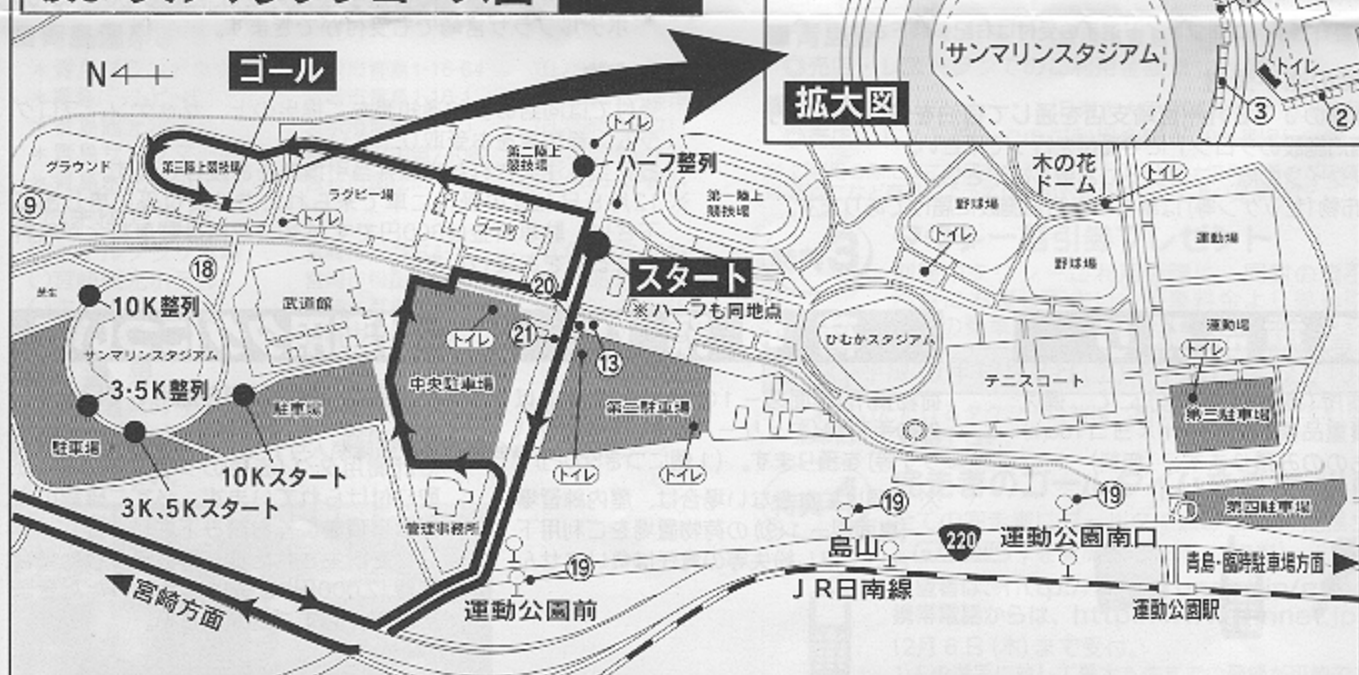 サンマリンスタジアム
トイレ
③
②
拡大図
N
ゴール
グラウンド
第三陸上競技場
ラグビー場
トイレ
第二陸上
競技場
トイレ
ハーフ整列
第一陸上
競技場
野球場
トイレ
木の花
ドーム
トイレ
野球場
運動場
運動場
⑨
⑱
芝生
10K整列
武道館
サンマリンスタジアム
3・5K整列
駐車場
駐車場
10Kスタート
3K・5Kスタート
⑳
スタート
※ハーフも同地点
トイレ
㉑
⑬
中央駐車場
第二駐車場
トイレ
トイレ
ひむかスタジアム
テニスコート
トイレ
第三駐車場
第四駐車場
管理事務所
⑲
運動公園前
宮崎方面
⑲
島山
220
⑲
運動公園南口
JR日南線
運動公園駅
青島・臨時駐車場方面